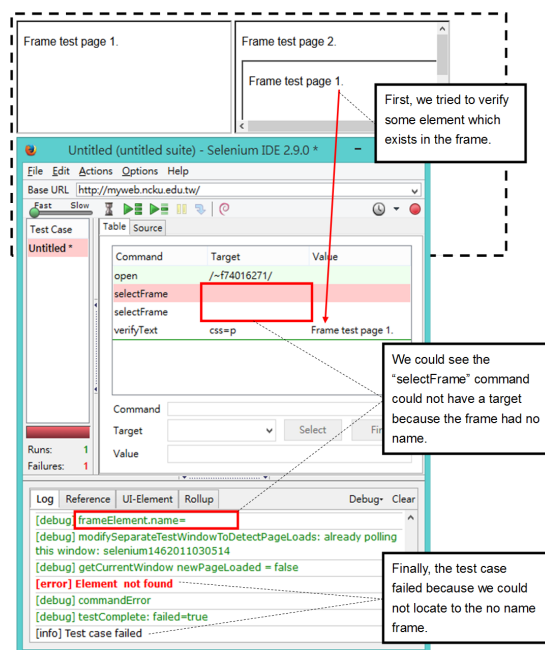 Frame test page 1.
Frame test page 2.
Frame test page 1.
First, we tried to verify
some element which
exists in the frame.
Untitled (untitled suite) - Selenium IDE 2.9.0 *
File Edit Actions Options Help
Base URL http://myweb.ncku.edu.tw/
Fast Slow
Test Case
Untitled *
Table Source
Command Target Value
open /~f74016271/
selectFrame
selectFrame
verifyText css=p Frame test page 1.
We could see the
“selectFrame” command
could not have a target
because the frame had no
name.
Command
Target Select
Value
Runs: 1
Failures: 1
Log Reference UI-Element Rollup Debug Clear
[debug] frameElement.name=
[debug] modifySeparateTestWindowToDetectPageLoads: already polling
this window: selenium1462011030514
[debug] getCurrentWindow newPageLoaded = false
[error] Element not found
[debug] commandError
[debug] testComplete: failed=true
[info] Test case failed
Finally, the test case
failed because we could
not locate to the no name
frame.